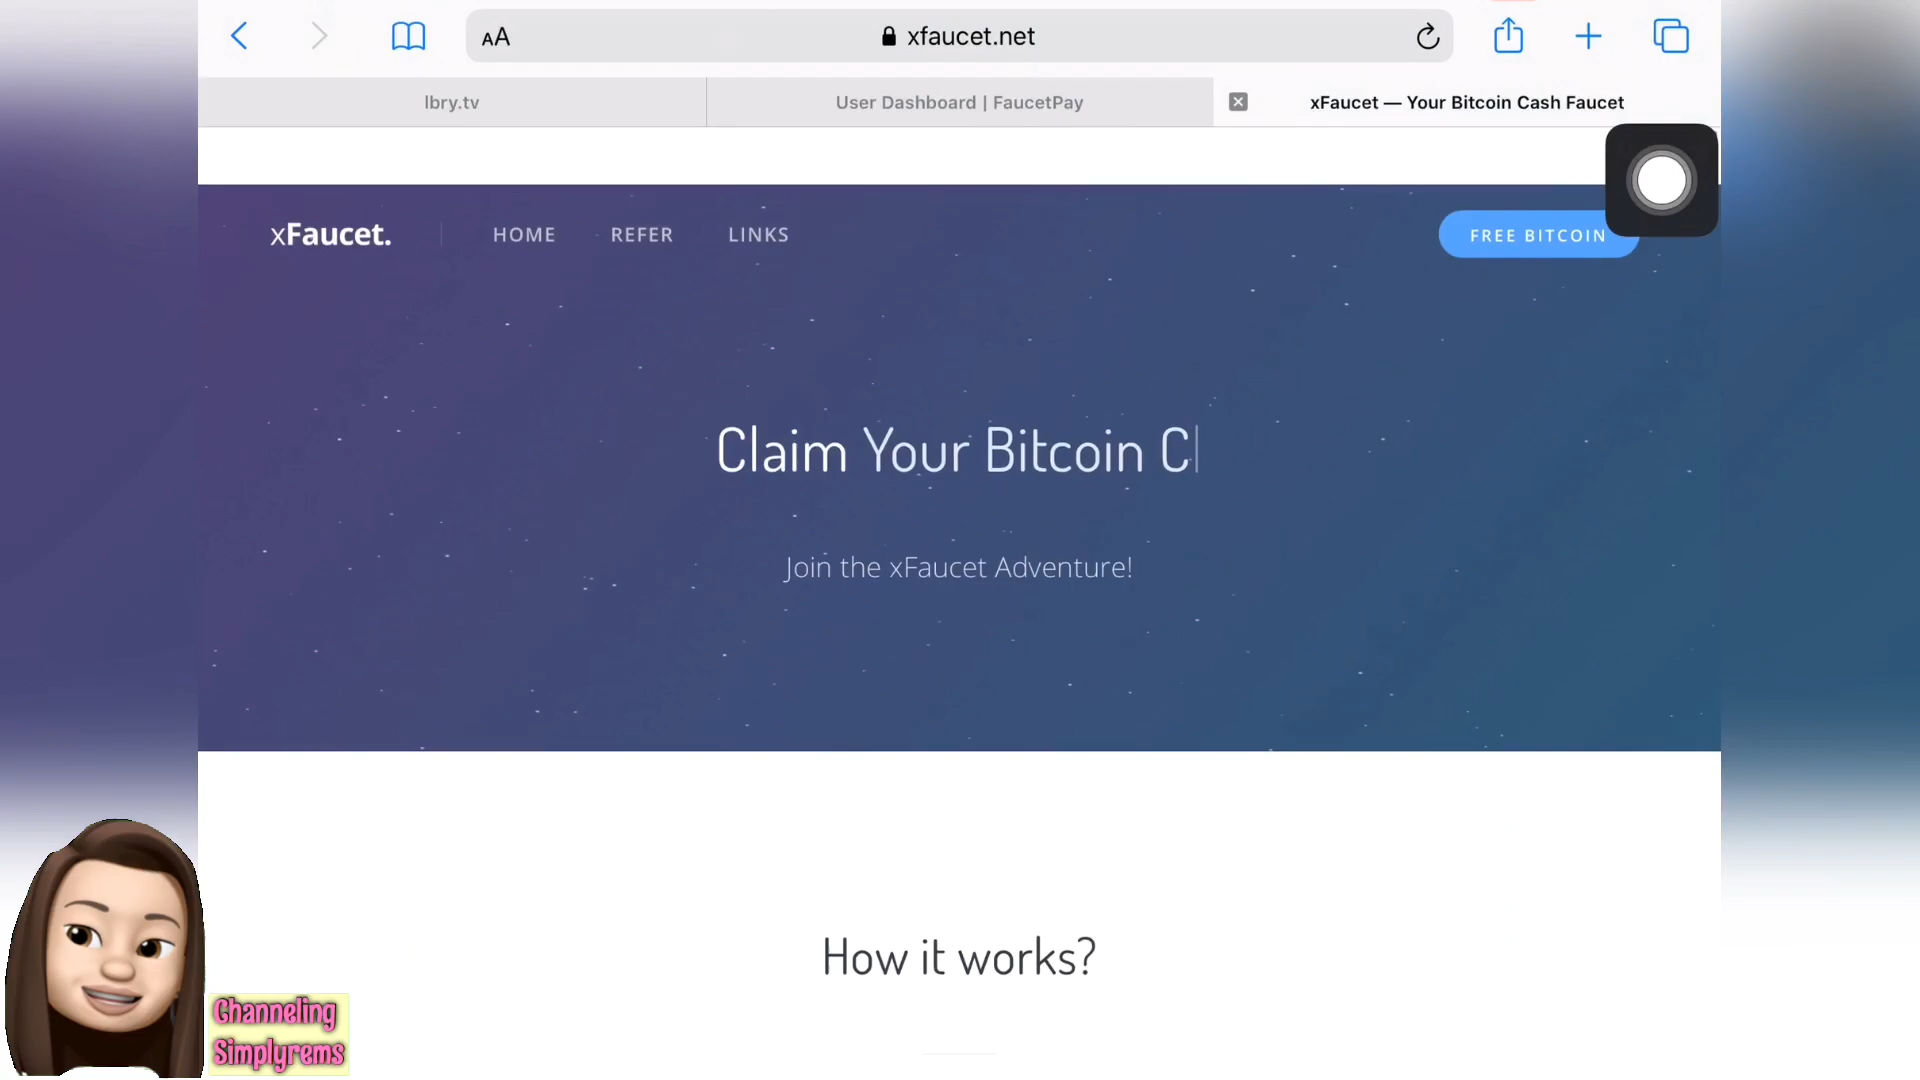 AA
xfaucet.net
lbry.tv
User Dashboard | FaucetPay
xFaucet — Your Bitcoin Cash Faucet
xFaucet.
HOME
REFER
LINKS
FREE BITCOIN
Claim Your Bitcoin C
Join the xFaucet Adventure!
How it works?
Channeling
Simplyrems